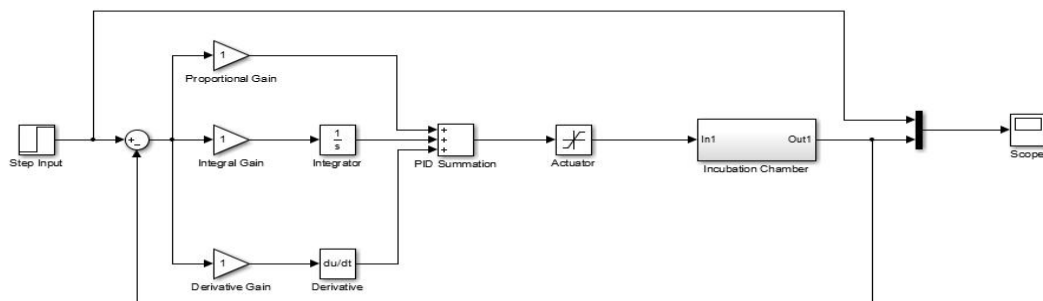 1
Proportional Gain
Step Input
+
−
1
Integral Gain
1
s
Integrator
+
+
+
PID Summation
Actuator
In1 Out1
Incubation Chamber
Scope
1
Derivative Gain
du/dt
Derivative